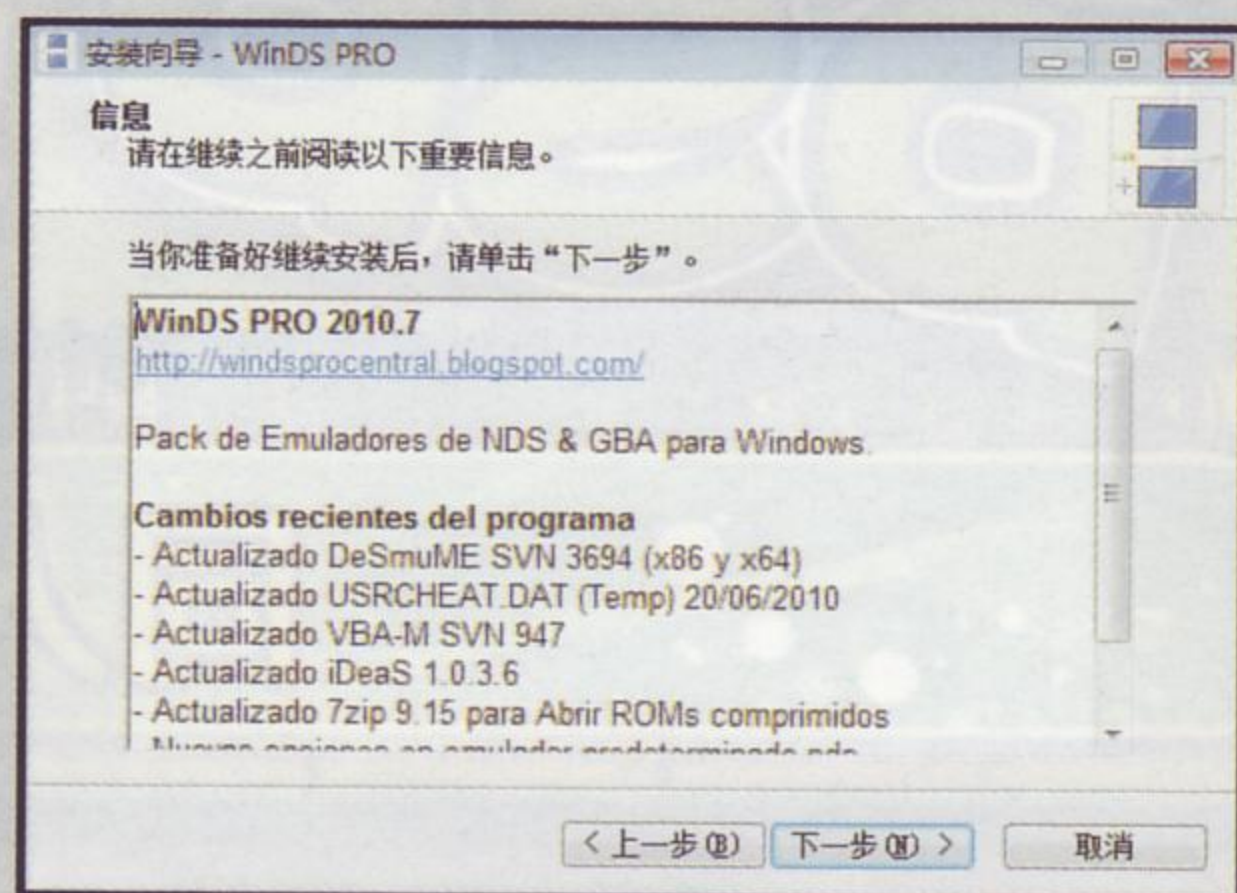 安装向导 - WinDS PRO
信息
请在继续之前阅读以下重要信息。
当你准备好继续安装后，请单击“下一步”。
WinDS PRO 2010.7
http://windsprocentral.blogspot.com/
Pack de Emuladores de NDS & GBA para Windows.
Cambios recientes del programa
- Actualizado DeSmuME SVN 3694 (x86 y x64)
- Actualizado USRCHEAT.DAT (Temp) 20/06/2010
- Actualizado VBA-M SVN 947
- Actualizado iDeaS 1.0.3.6
- Actualizado 7zip 9.15 para Abrir ROMs comprimidos
< 上一步(B) 下一步(N) > 取消